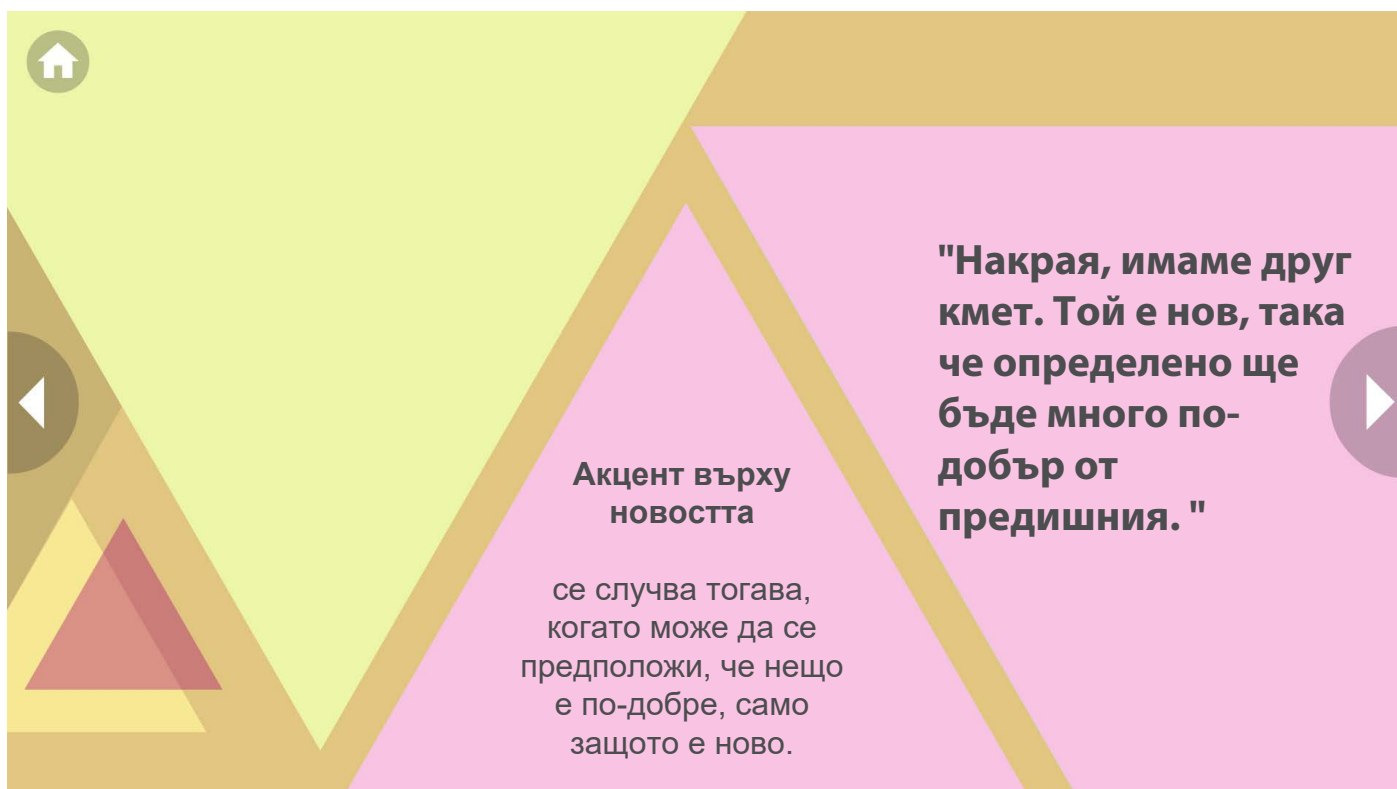 Акцент върху
новостта
се случва тогава,
когато може да се
предположи, че нещо
е по-добре, само
защото е ново.
"Накрая, имаме друг
кмет. Той е нов, така
че определено ще
бъде много по-
добър от
предишния. "